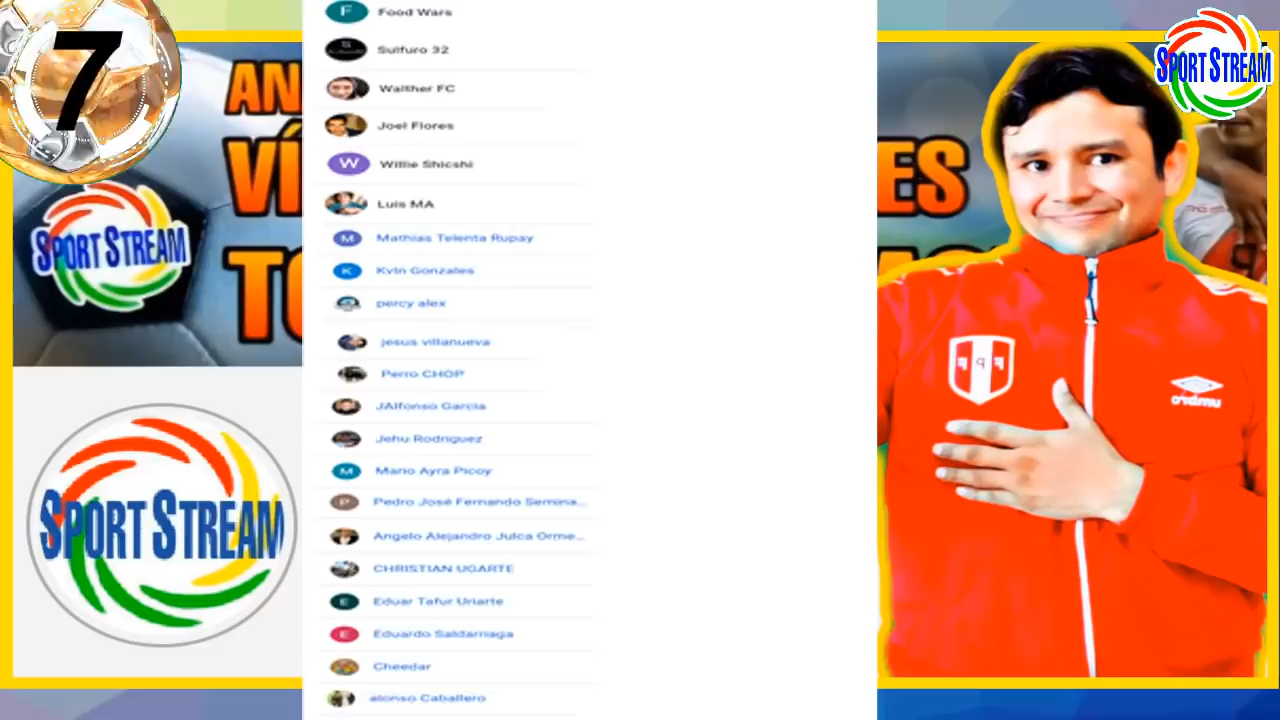 7
AN
VÍ
TO
SPORT STREAM
SPORT STREAM
Food Wars
Sulfuro 32
Walther FC
Joel Flores
W Willie Shicshi
Luis MA
M Mathias Telenta Rupay
K Kvin Gonzales
percy alex
jesus villanueva
Perro CHOP
JAlfonso Garcia
Jehu Rodriguez
M Mario Ayra Picoy
P Pedro José Fernando Semina...
Angelo Alejandro Julca Orme...
CHRISTIAN UGARTE
E Eduar Tafur Uriarte
E Eduardo Saldarriaga
Cheedar
alonso Caballero
SPORT STREAM
ES
umbro